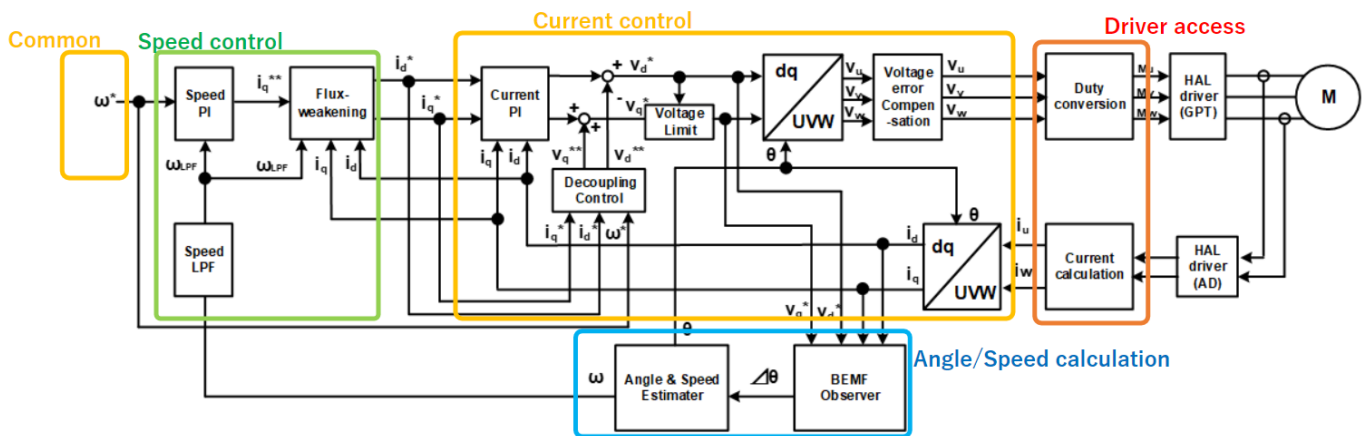 Common
Speed control
Current control
Driver access
ω*
Speed
PI
iq**
Flux-
weakening
id*
iq*
Current
PI
+
vd*
-
vq*
+
Voltage
Limit
dq
UVW
Vu
Vv
Vw
Voltage
error
Compen
-sation
Vu
Vv
Vw
Duty
conversion
Mu
Mv
Mw
HAL
driver
(GPT)
M
ωLPF
ωLPF
iq
id
iq
id
vq**
vd**
θ
Decoupling
Control
θ
Speed
LPF
iq*
id*
ω*
id
iq
dq
UVW
iu
iw
Current
calculation
HAL
driver
(AD)
vq*
vd*
θ
ω
Angle & Speed
Estimater
⊿θ
BEMF
Observer
Angle/Speed calculation